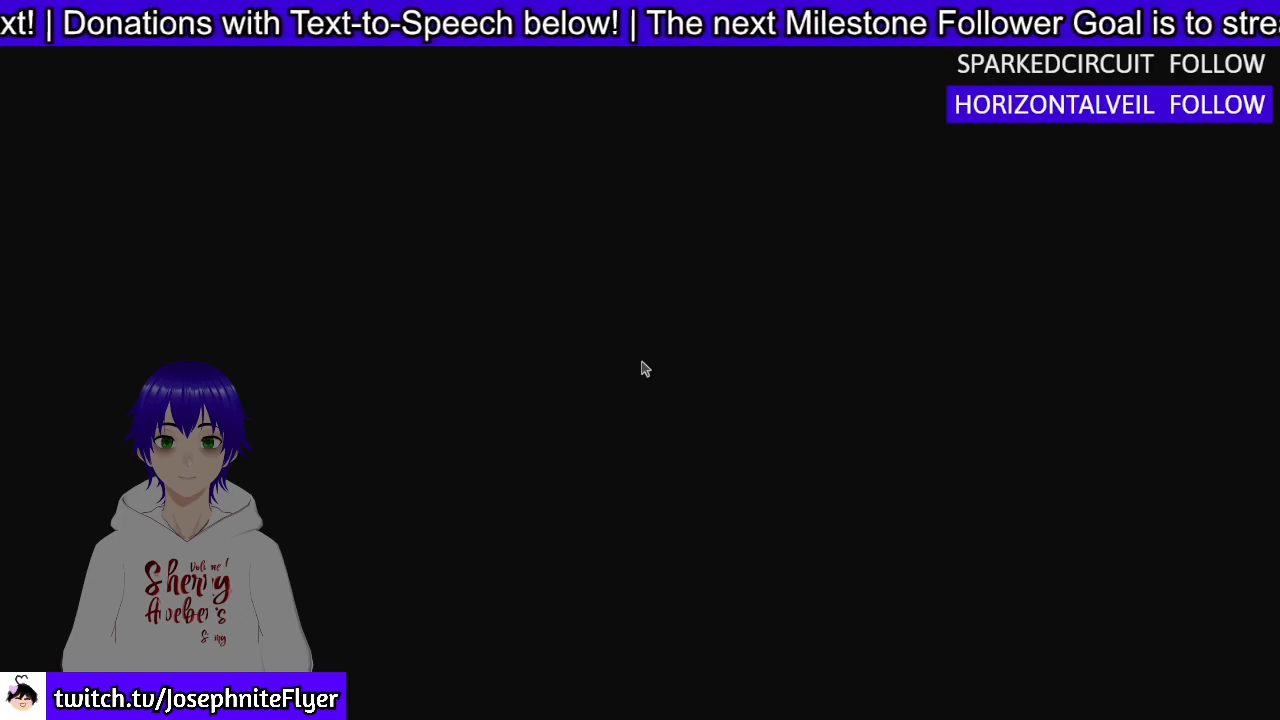 xt! | Donations with Text-to-Speech below! | The next Milestone Follower Goal is to stre
SPARKEDCIRCUIT FOLLOW
HORIZONTALVEIL FOLLOW
Sherry
twitch.tv/JosephniteFlyer